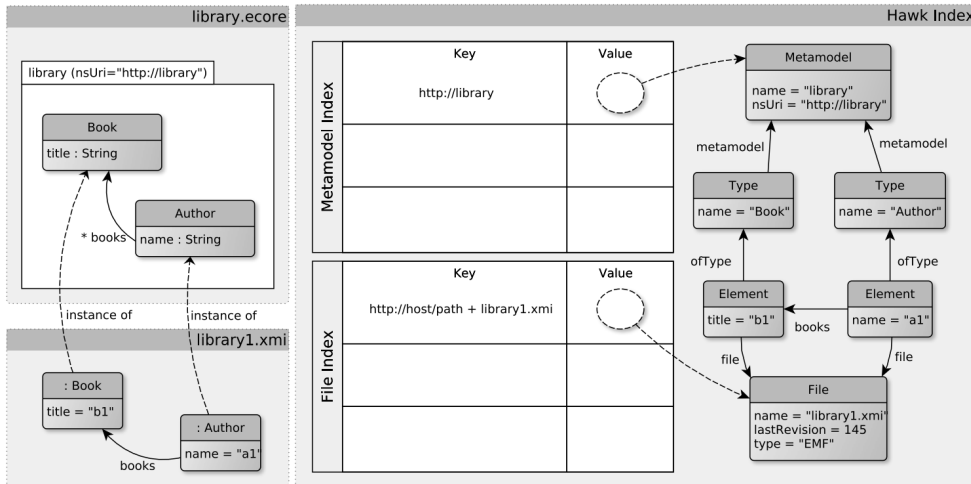 library.ecore
library (nsUri="http://library")
Book
title : String
* books
Author
name : String
instance of
instance of
library1.xmi
: Book
title = "b1"
: Author
name = "a1"
books
Hawk Index
Metamodel Index
Key
Value
http://library
File Index
Key
Value
http://host/path + library1.xmi
Metamodel
name = "library"
nsUri = "http://library"
metamodel
metamodel
Type
name = "Book"
Type
name = "Author"
ofType
ofType
Element
title = "b1"
books
Element
name = "a1"
file
file
File
name = "library1.xmi"
lastRevision = 145
type = "EMF"